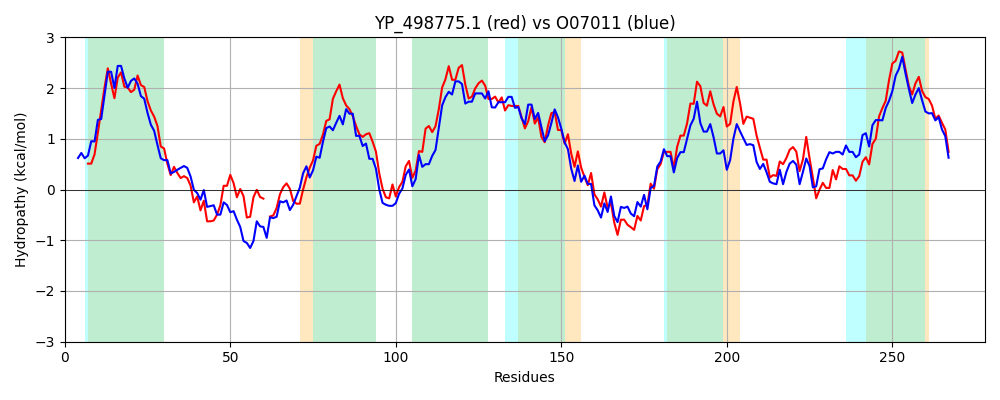 YP_498775.1 (red) vs O07011 (blue)
Hydropathy (kcal/mol)
3
2
1
0
−1
−2
−3
0 50 100 150 200 250
Residues